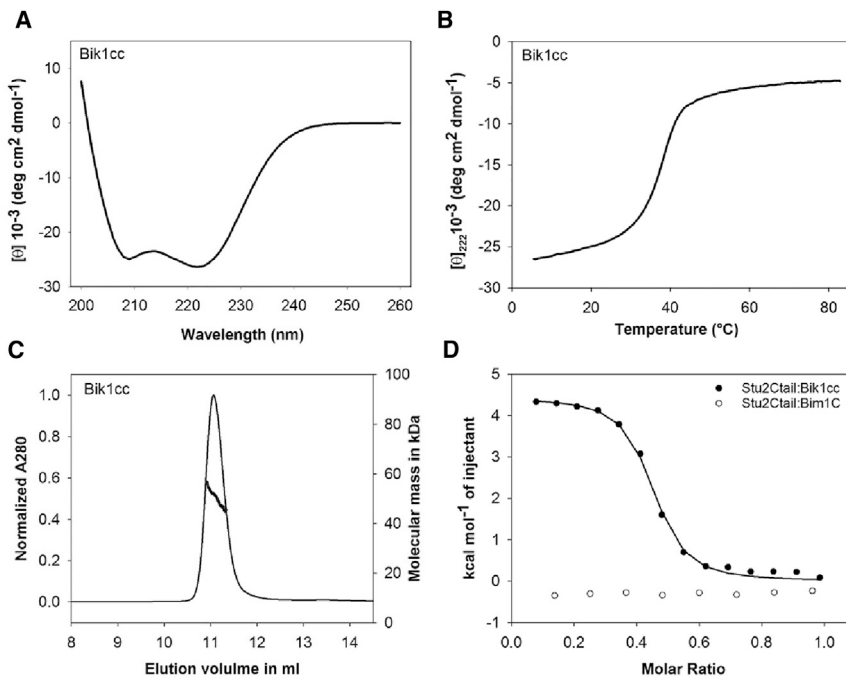 A
Bik1cc
10
0
-10
-20
-30
[θ] 10-3 (deg cm2 dmol-1)
200 210 220 230 240 250 260
Wavelength (nm)
B
Bik1cc
0
-5
-10
-15
-20
-25
-30
[θ]222 10-3 (deg cm2 dmol-1)
0 20 40 60 80
Temperature (°C)
C
Bik1cc
1.0
0.8
0.6
0.4
0.2
0.0
Normalized A280
100
80
60
40
20
0
Molecular mass in kDa
8 9 10 11 12 13 14
Elution volulme in ml
D
Stu2Ctail:Bik1cc
Stu2Ctail:Bim1C
5
4
3
2
1
0
-1
kcal mol-1 of injectant
0.0 0.2 0.4 0.6 0.8 1.0
Molar Ratio